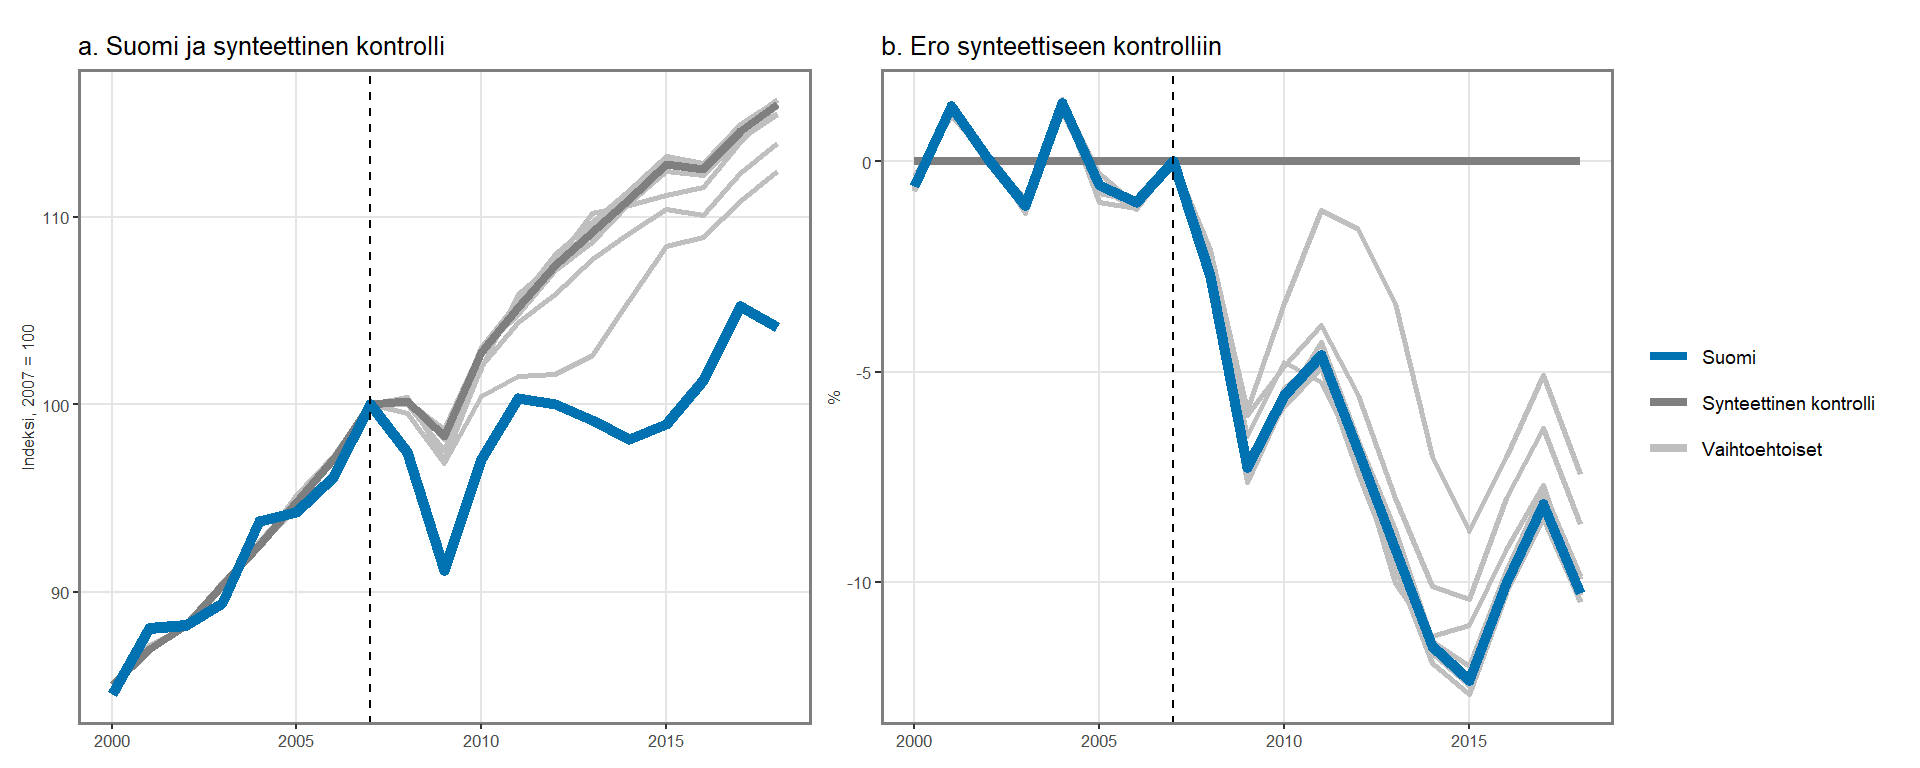 a. Suomi ja synteettinen kontrolli
Indeksi, 2007 = 100
110
100
90
2000
2005
2010
2015
b. Ero synteettiseen kontrolliin
%
0
-5
-10
2000
2005
2010
2015
Suomi
Synteettinen kontrolli
Vaihtoehtoiset